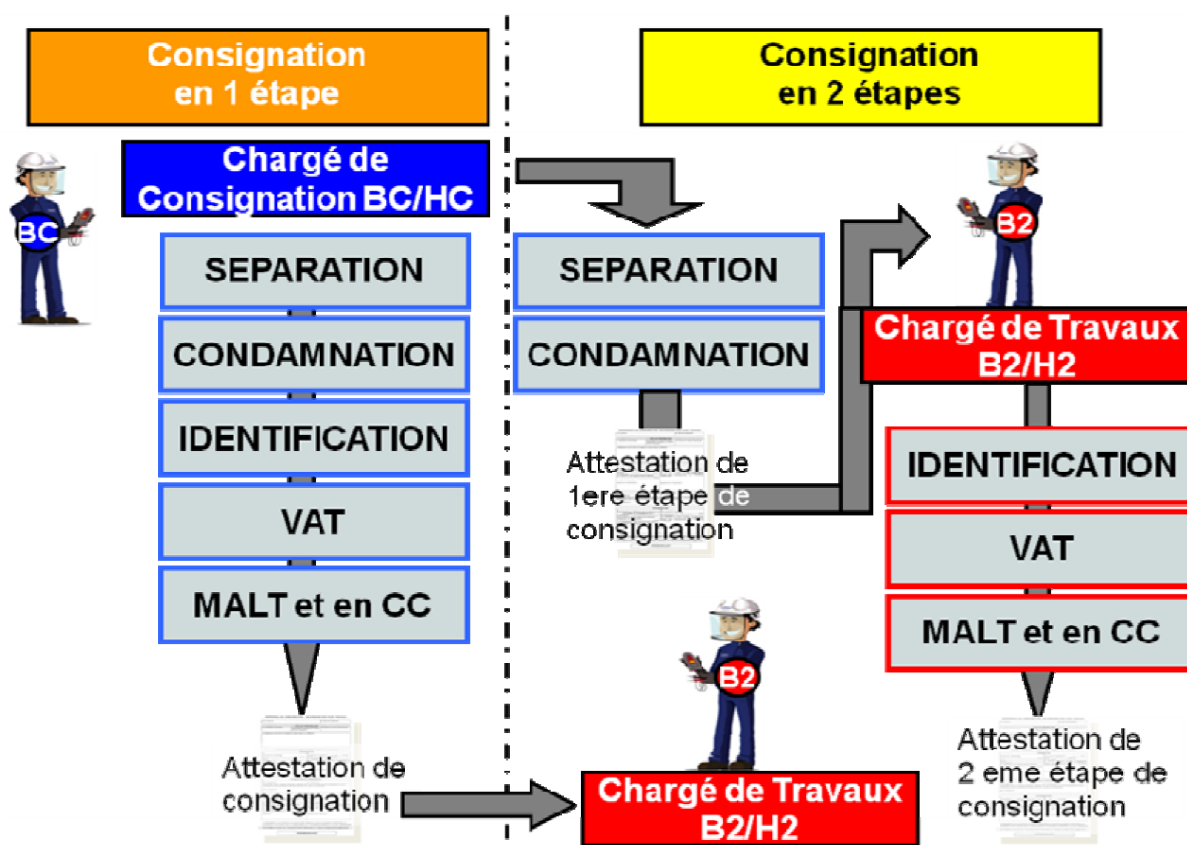 Consignation
en 1 étape
Chargé de
Consignation BC/HC
BC
SEPARATION
CONDAMNATION
IDENTIFICATION
VAT
MALT et en CC
Attestation de
consignation
Chargé de Travaux
B2/H2
B2
Consignation
en 2 étapes
SEPARATION
CONDAMNATION
Attestation de
1ere étape de
consignation
B2
Chargé de Travaux
B2/H2
IDENTIFICATION
VAT
MALT et en CC
Attestation de
2 eme étape de
consignation